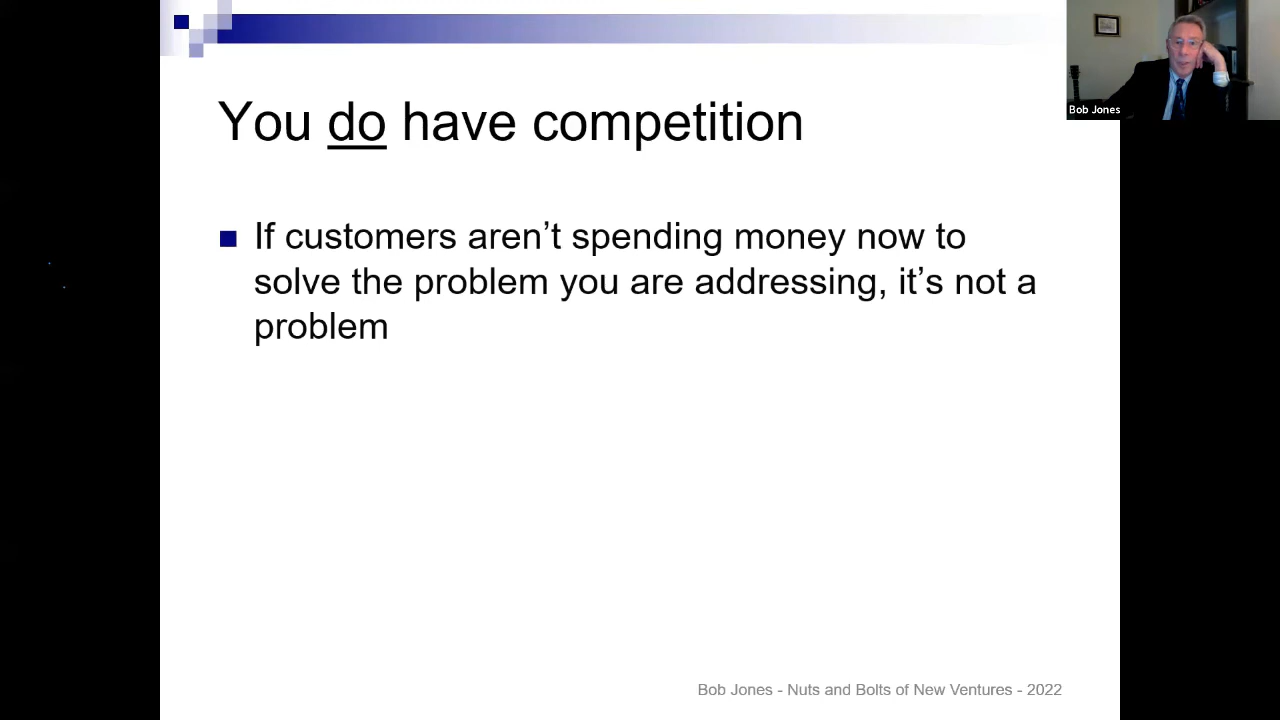 Bob Jones
You do have competition
If customers aren’t spending money now to
solve the problem you are addressing, it’s not a
problem
Bob Jones - Nuts and Bolts of New Ventures - 2022